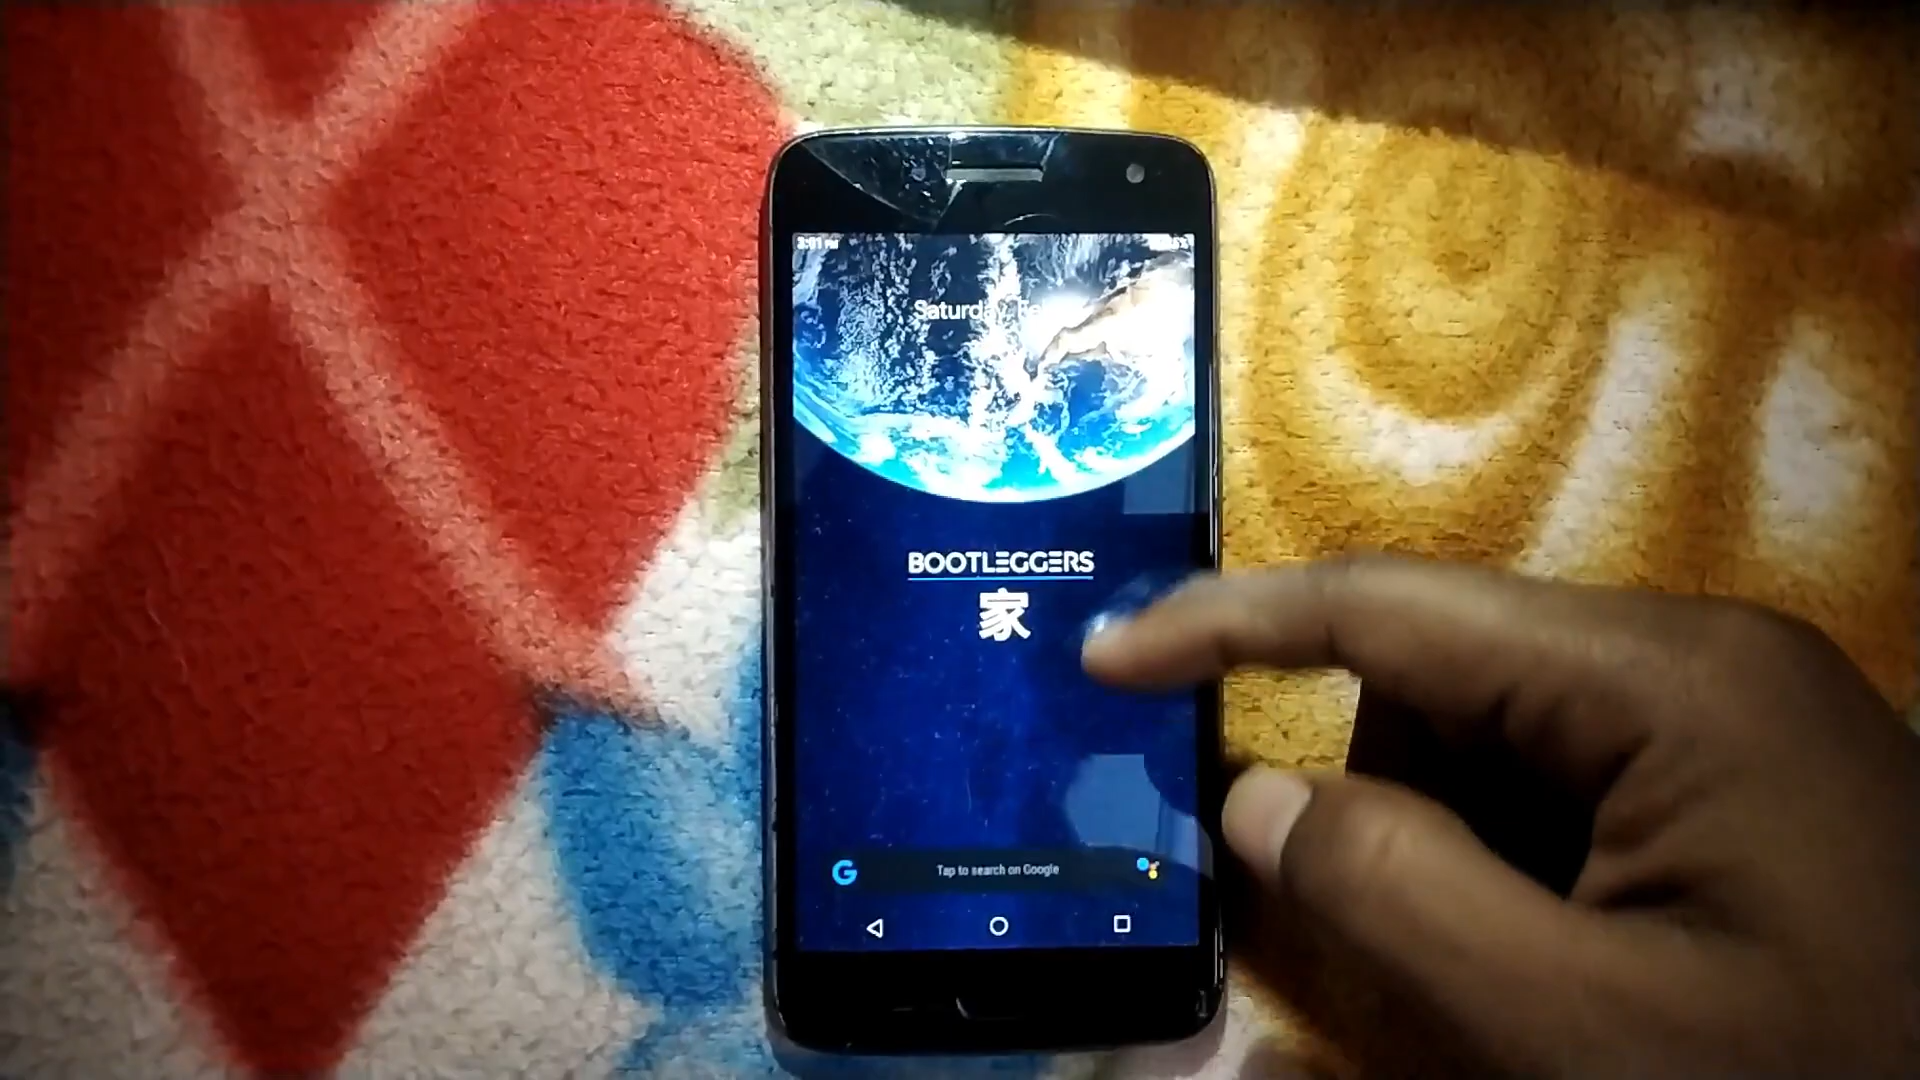 Saturday,
BOOTLEGGERS
家
G
Tap to search on Google